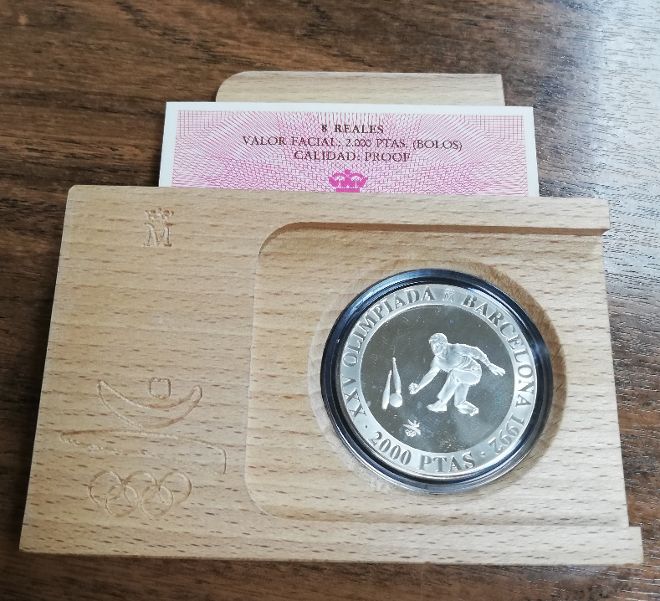 8 REALES
VALOR FACIAL: 2.000 PTAS. (BOLOS)
CALIDAD: PROOF
M
XXV OLIMPIADA M BARCELONA 1992
· 2000 PTAS ·